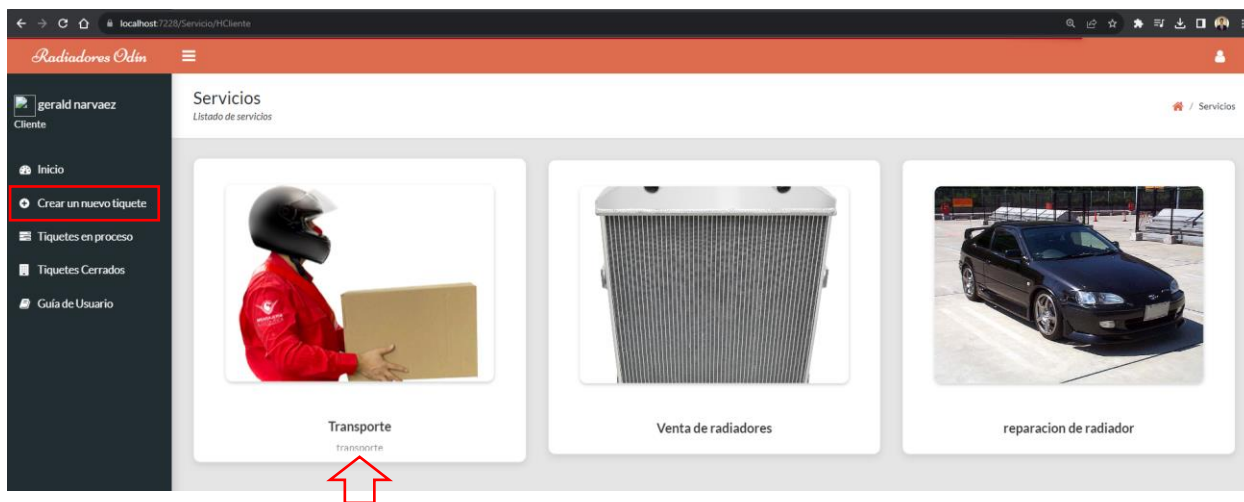 localhost:7228/Servicio/HCliente
Radiadores Odín
gerald narvaez
Cliente
Inicio
Crear un nuevo tiquete
Tiquetes en proceso
Tiquetes Cerrados
Guía de Usuario
Servicios
Listado de servicios
/ Servicios
Transporte
transporte
Venta de radiadores
reparacion de radiador